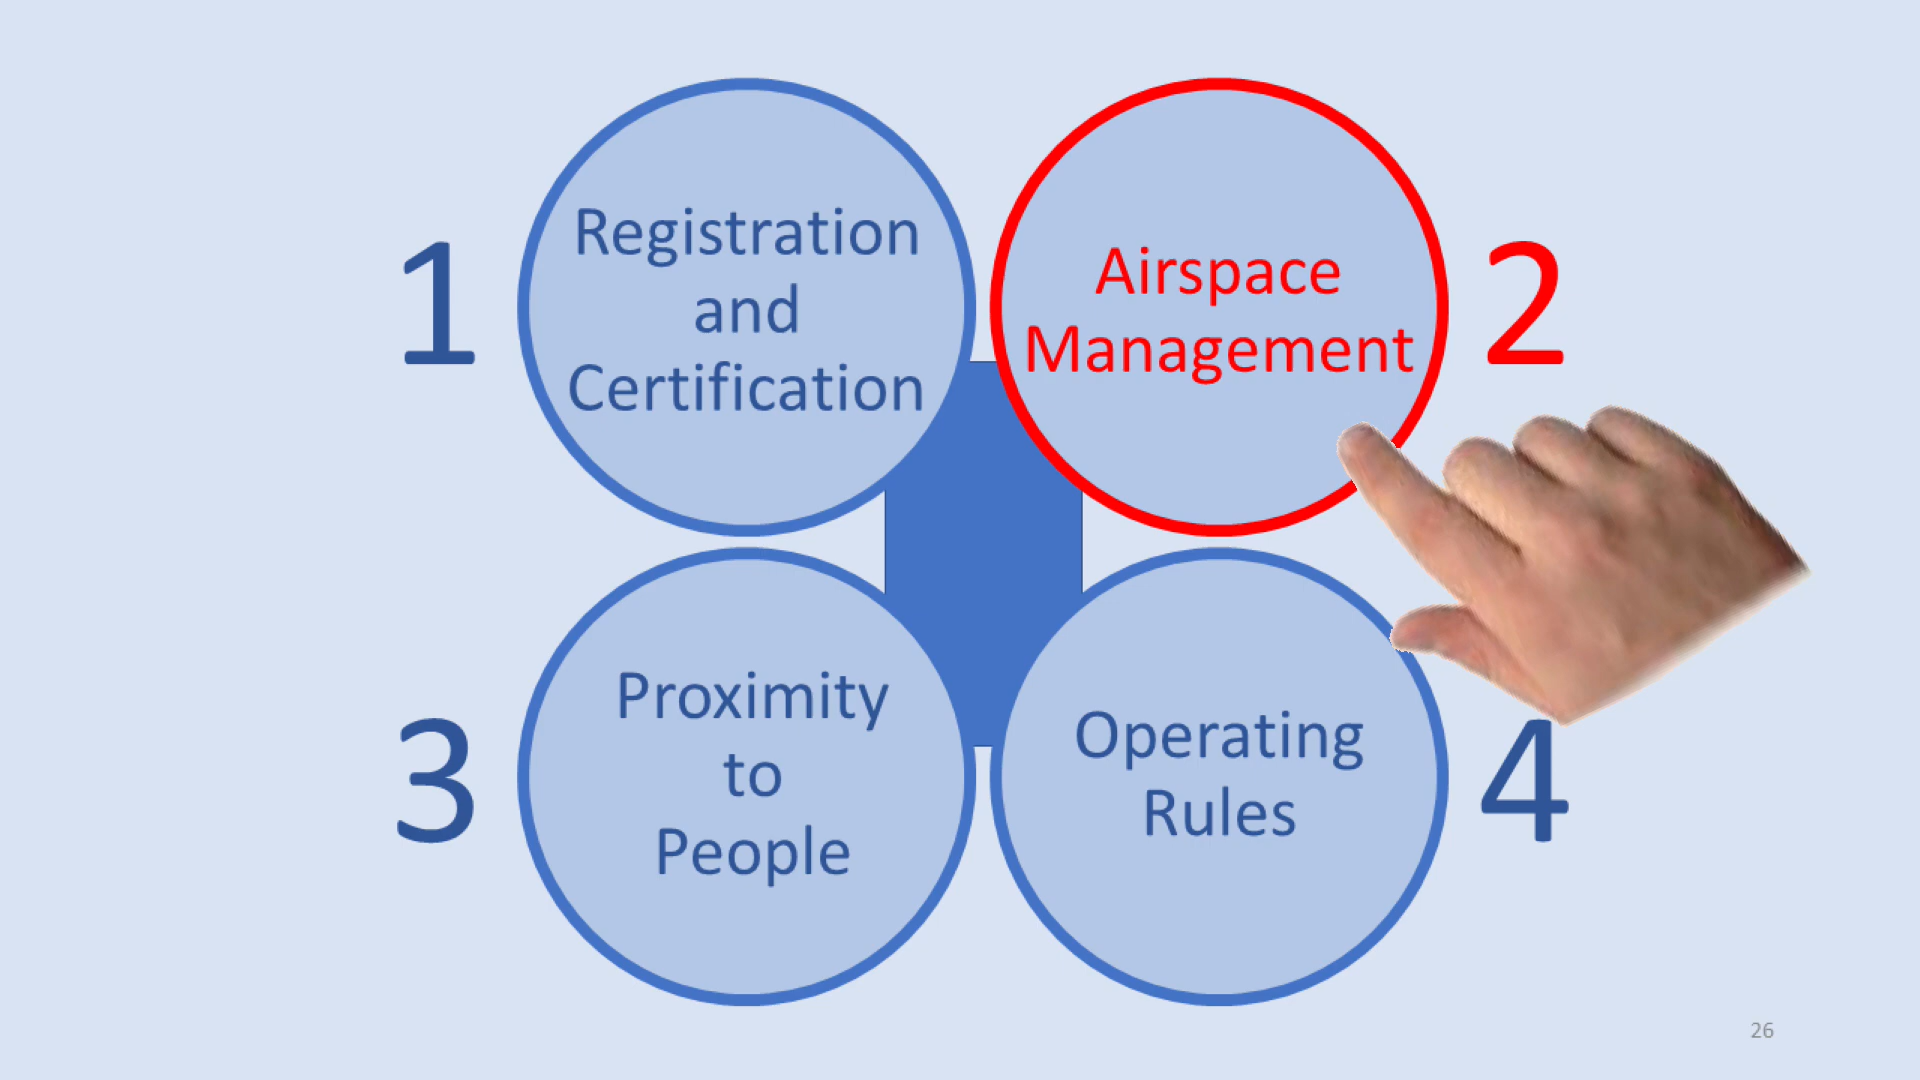 1
Registration
and
Certification
Airspace
Management
2
3
Proximity
to
People
Operating
Rules
4
26